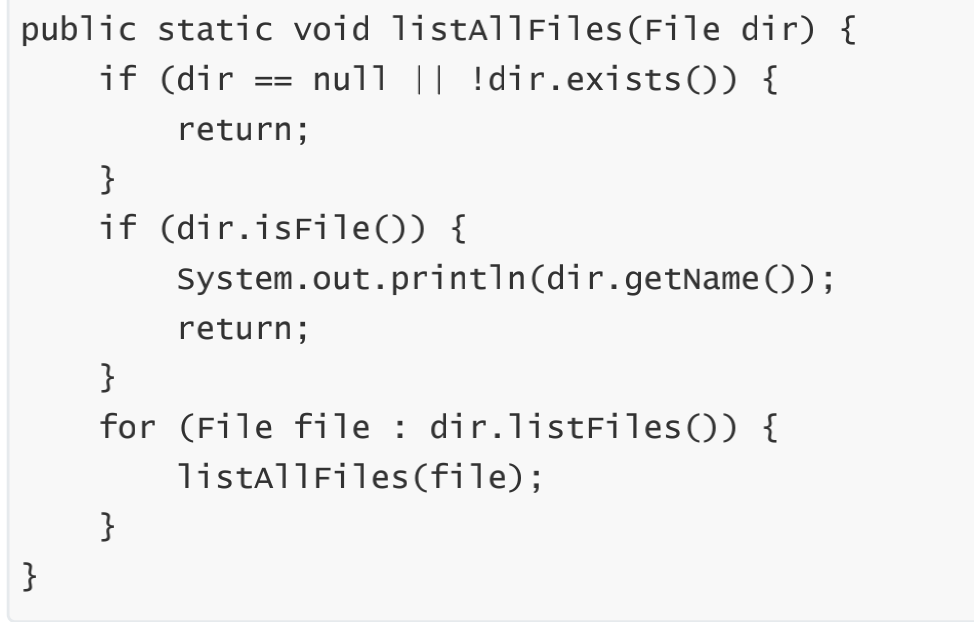 public static void listAllFiles(File dir) {
    if (dir == null || !dir.exists()) {
        return;
    }
    if (dir.isFile()) {
        System.out.println(dir.getName());
        return;
    }
    for (File file : dir.listFiles()) {
        listAllFiles(file);
    }
}